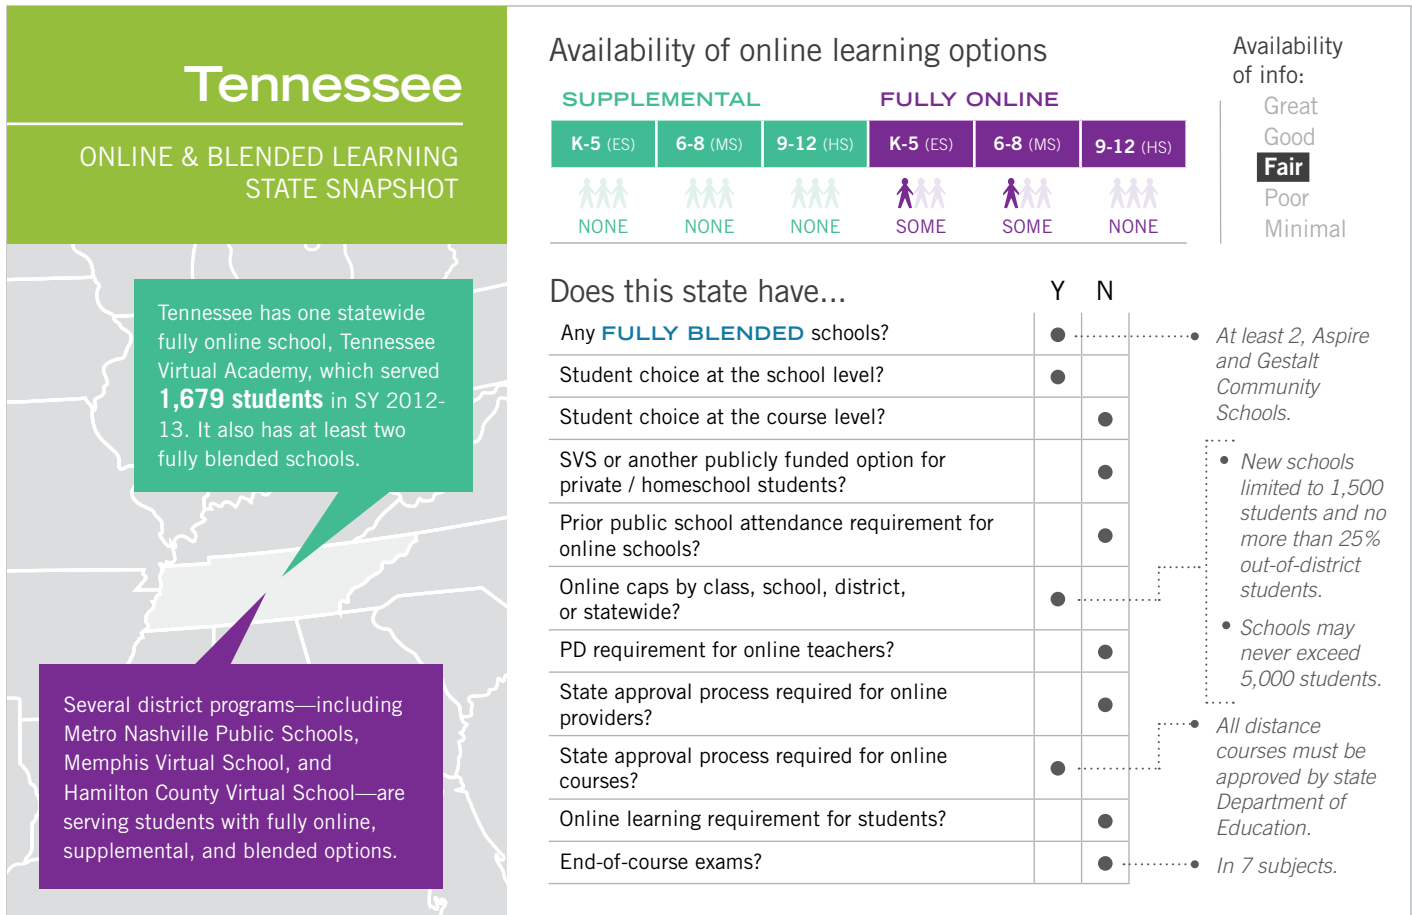 Tennessee
ONLINE & BLENDED LEARNING
STATE SNAPSHOT
Tennessee has one statewide
fully online school, Tennessee
Virtual Academy, which served
1,679 students in SY 2012-
13. It also has at least two
fully blended schools.
Several district programs—including
Metro Nashville Public Schools,
Memphis Virtual School, and
Hamilton County Virtual School—are
serving students with fully online,
supplemental, and blended options.
Availability of online learning options
SUPPLEMENTAL FULLY ONLINE
K-5 (ES) 6-8 (MS) 9-12 (HS) K-5 (ES) 6-8 (MS) 9-12 (HS)
NONE NONE NONE SOME SOME NONE
Availability
of info:
Great
Good
Fair
Poor
Minimal
Does this state have... Y N
Any FULLY BLENDED schools?
Student choice at the school level?
Student choice at the course level?
SVS or another publicly funded option for
private / homeschool students?
Prior public school attendance requirement for
online schools?
Online caps by class, school, district,
or statewide?
PD requirement for online teachers?
State approval process required for online
providers?
State approval process required for online
courses?
Online learning requirement for students?
End-of-course exams?
At least 2, Aspire
and Gestalt
Community
Schools.
• New schools
limited to 1,500
students and no
more than 25%
out-of-district
students.
• Schools may
never exceed
5,000 students.
All distance
courses must be
approved by state
Department of
Education.
In 7 subjects.